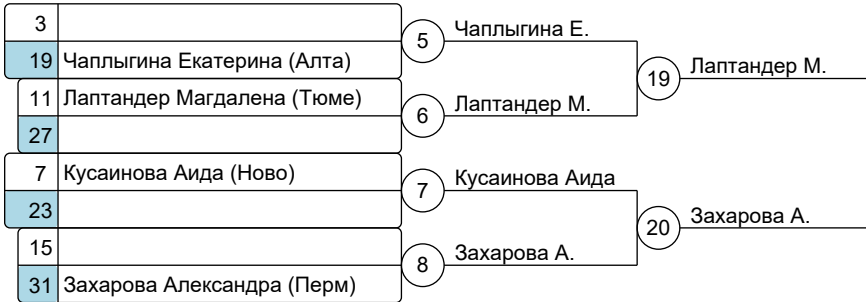 3
19 Чаплыгина Екатерина (Алта)
5 Чаплыгина Е.
11 Лаптандер Магдалена (Тюме)
27
6 Лаптандер М.
19 Лаптандер М.
7 Кусаинова Аида (Ново)
23
7 Кусаинова Аида
15
31 Захарова Александра (Перм)
8 Захарова А.
20 Захарова А.